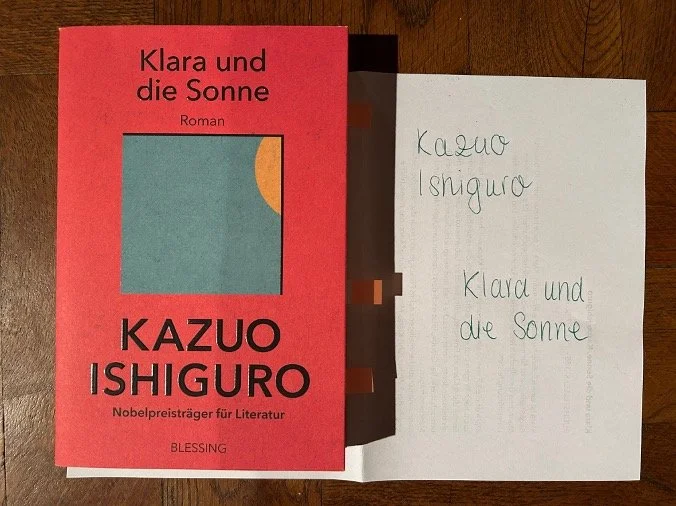 Klara und
die Sonne
Roman
KAZUO
ISHIGURO
Nobelpreisträger für Literatur
BLESSING
Kazuo
Ishiguro
Klara und
die Sonne